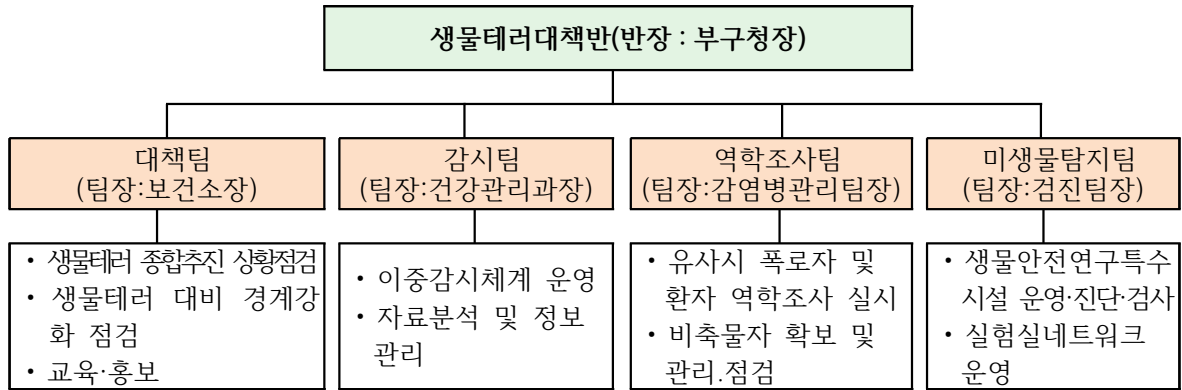 생물테러대책반(반장 : 부구청장)
대책팀
(팀장:보건소장)
감시팀
(팀장:건강관리과장)
역학조사팀
(팀장:감염병관리팀장)
미생물탐지팀
(팀장:검진팀장)
• 생물테러 종합추진 상황점검
• 생물테러 대비 경계강
화 점검
• 교육·홍보
• 이중감시체계 운영
• 자료분석 및 정보
관리
• 유사시 폭로자 및
환자 역학조사 실시
• 비축물자 확보 및
관리.점검
• 생물안전연구특수
시설 운영·진단·검사
• 실험실네트워크
운영